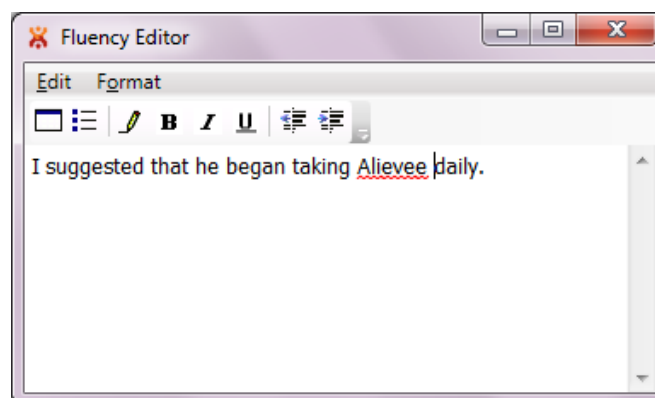 Fluency Editor
Edit Format
B I U
I suggested that he began taking Alievee daily.